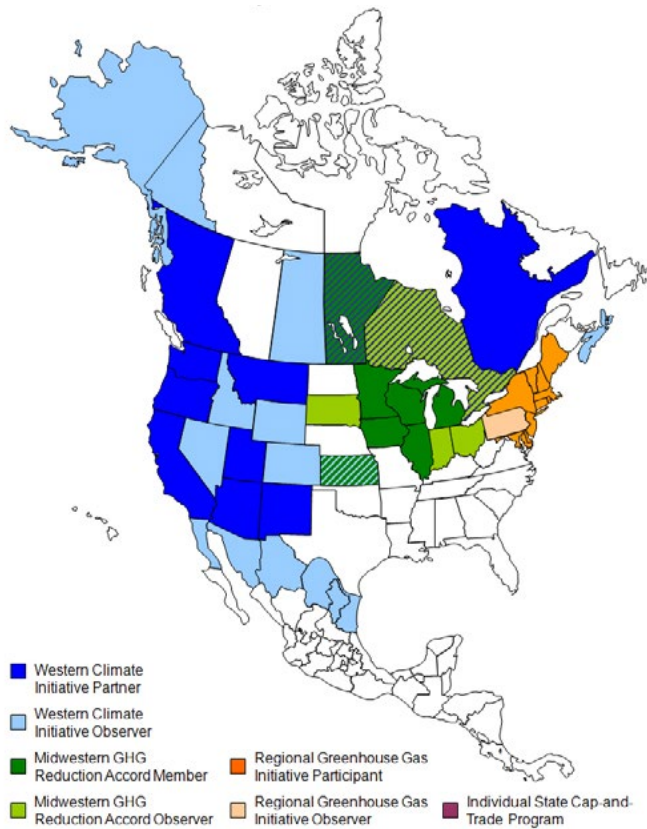 Western Climate
Initiative Partner
Western Climate
Initiative Observer
Midwestern GHG
Reduction Accord Member
Regional Greenhouse Gas
Initiative Participant
Midwestern GHG
Reduction Accord Observer
Regional Greenhouse Gas
Initiative Observer
Individual State Cap-and-
Trade Program